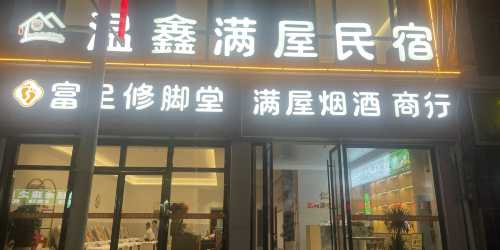 温鑫满屋民宿
富足修脚堂
满屋烟酒 商行